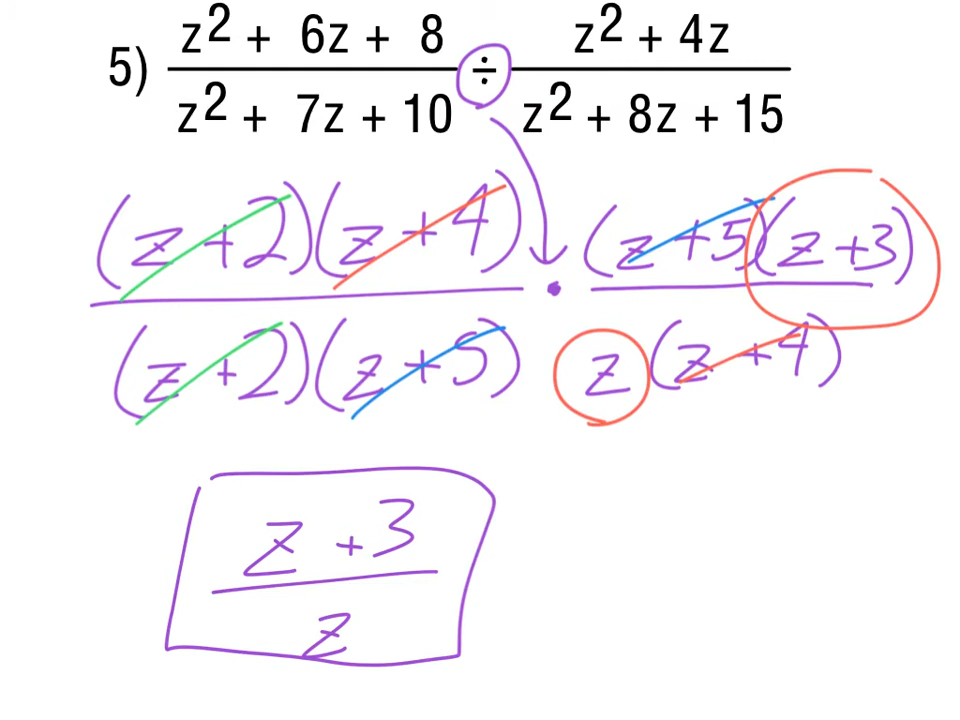 5) z² + 6z + 8 / z² + 7z + 10 ÷ z² + 4z / z² + 8z + 15
(z+2)(z+4) / (z+2)(z+5) · (z+5)(z+3) / z(z+4)
z+3 / z